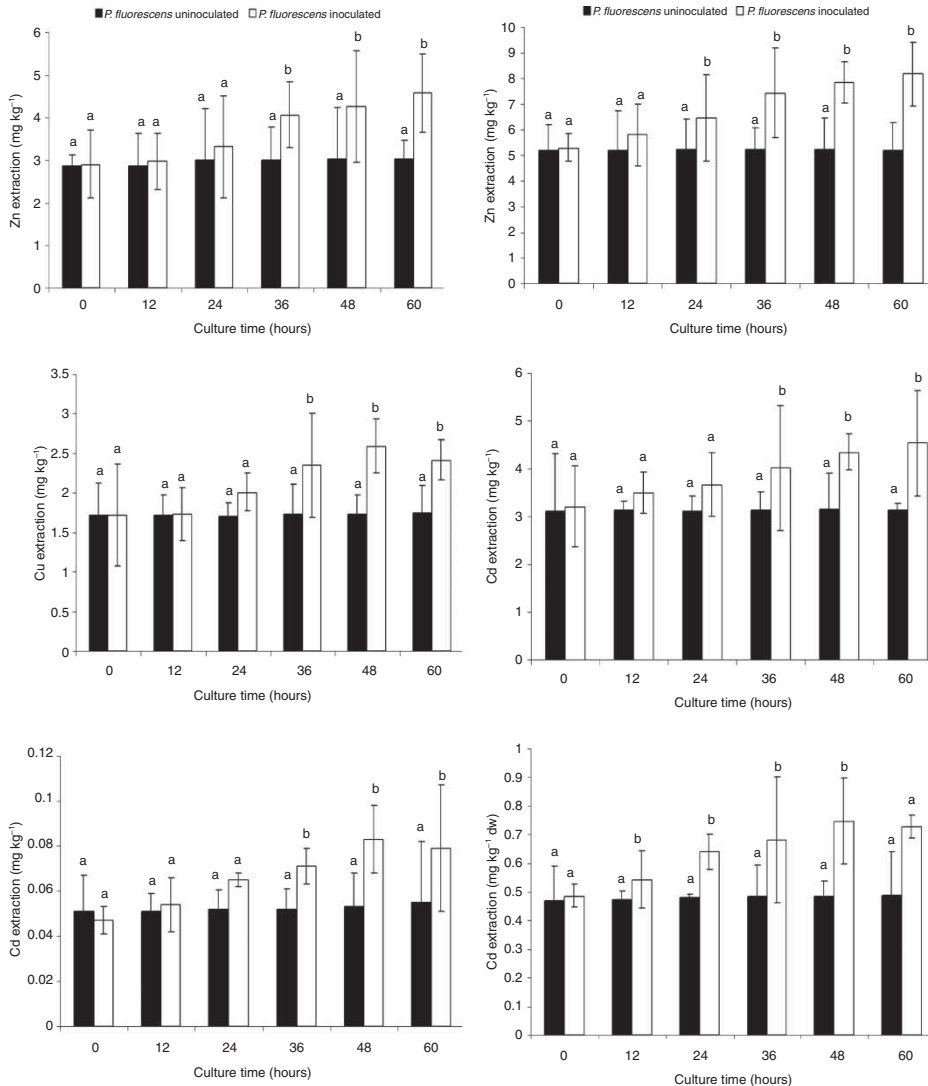 P. fluorescens uninoculated P. fluorescens inoculated
Zn extraction (mg kg⁻¹)
6
5
4
3
2
1
0
a a a a a a a b a b a b
0 12 24 36 48 60
Culture time (hours)
P. fluorescens uninoculated P. fluorescens inoculated
Zn extraction (mg kg⁻¹)
10
9
8
7
6
5
4
3
2
1
0
a a a a a b a b a b a b
0 12 24 36 48 60
Culture time (hours)
Cu extraction (mg kg⁻¹)
3.5
3
2.5
2
1.5
1
0.5
0
a a a a a a a b a b a b
0 12 24 36 48 60
Culture time (hours)
Cd extraction (mg kg⁻¹)
6
5
4
3
2
1
0
a a a a a a a b a b a b
0 12 24 36 48 60
Culture time (hours)
Cd extraction (mg kg⁻¹)
0.12
0.1
0.08
0.06
0.04
0.02
0
a a a a a a a b a b a b
0 12 24 36 48 60
Culture time (hours)
Cd extraction (mg kg⁻¹ dw)
1
0.9
0.8
0.7
0.6
0.5
0.4
0.3
0.2
0.1
0
a a a b a b a b a b a a
0 12 24 36 48 60
Culture time (hours)